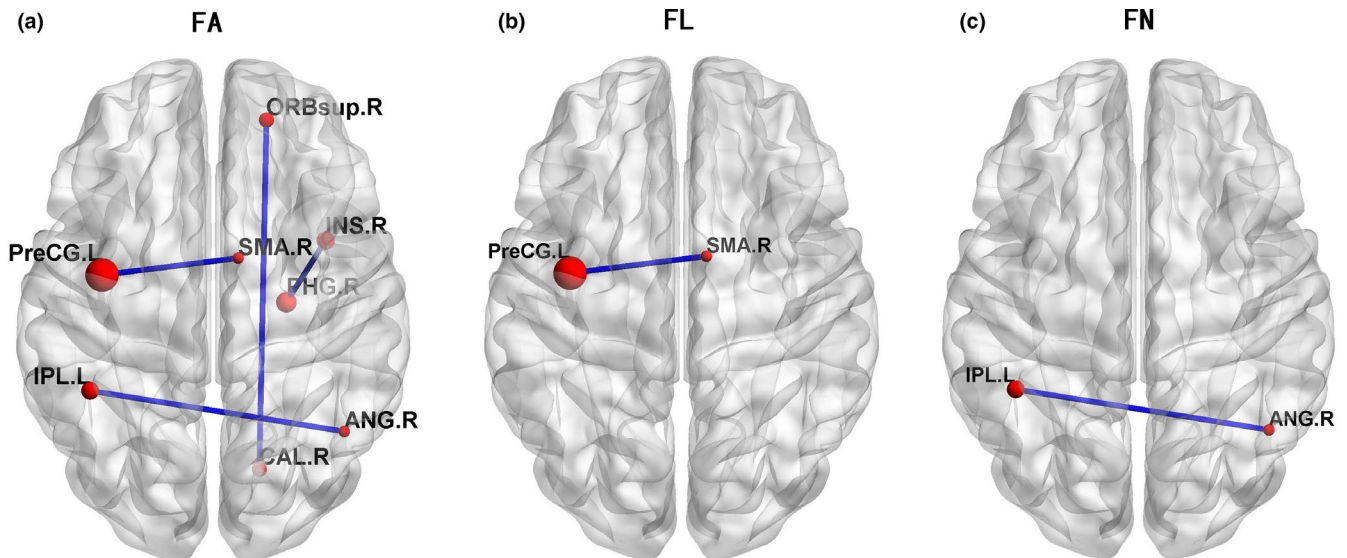 (a) FA
ORBsup.R
INS.R
PreCG.L
SMA.R
PHG.R
IPL.L
ANG.R
CAL.R
(b) FL
PreCG.L
SMA.R
(c) FN
IPL.L
ANG.R